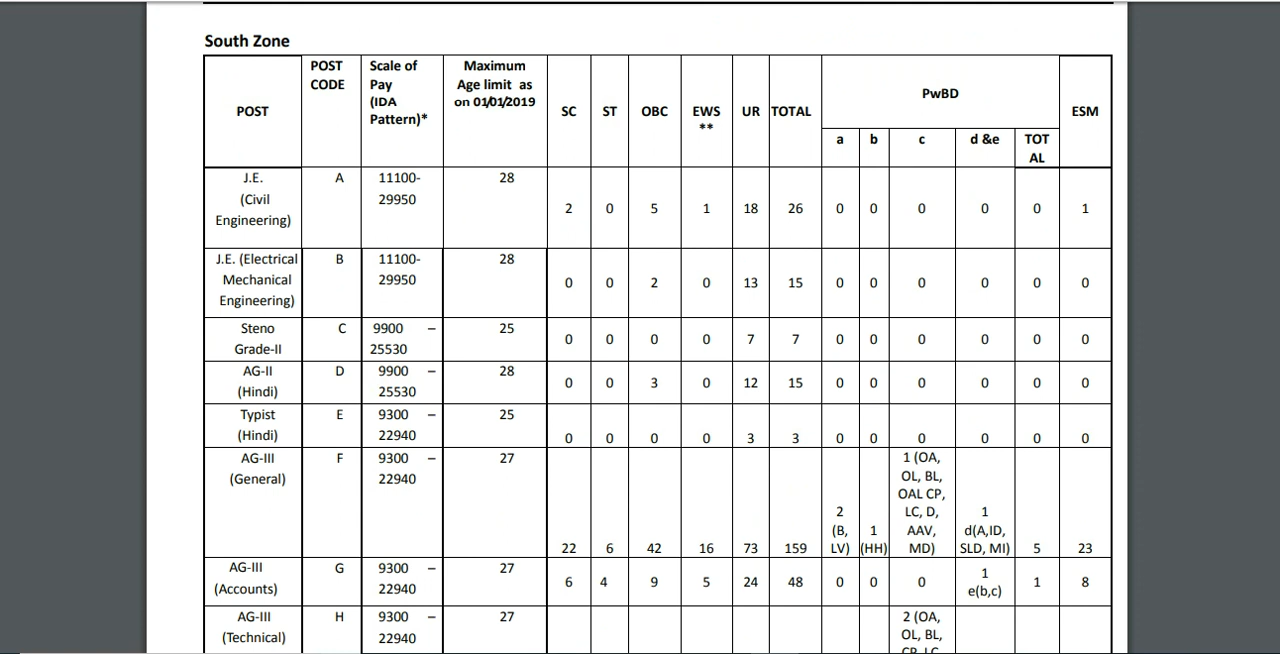 South Zone
POST POST CODE Scale of Pay (IDA Pattern)* Maximum Age limit as on 01/01/2019 SC ST OBC EWS ** UR TOTAL PwBD ESM
a b c d &e TOT AL
J.E. (Civil Engineering) A 11100-29950 28 2 0 5 1 18 26 0 0 0 0 0 1
J.E. (Electrical Mechanical Engineering) B 11100-29950 28 0 0 2 0 13 15 0 0 0 0 0 0
Steno Grade-II C 9900 – 25530 25 0 0 0 0 7 7 0 0 0 0 0 0
AG-II (Hindi) D 9900 – 25530 28 0 0 3 0 12 15 0 0 0 0 0 0
Typist (Hindi) E 9300 – 22940 25 0 0 0 0 3 3 0 0 0 0 0 0
AG-III (General) F 9300 – 22940 27 22 6 42 16 73 159 2 (B, LV) 1 (HH) 1 (OA, OL, BL, OAL CP, LC, D, AAV, MD) 1 d(A,ID, SLD, MI) 5 23
AG-III (Accounts) G 9300 – 22940 27 6 4 9 5 24 48 0 0 0 1 e(b,c) 1 8
AG-III (Technical) H 9300 – 22940 27 2 (OA, OL, BL,